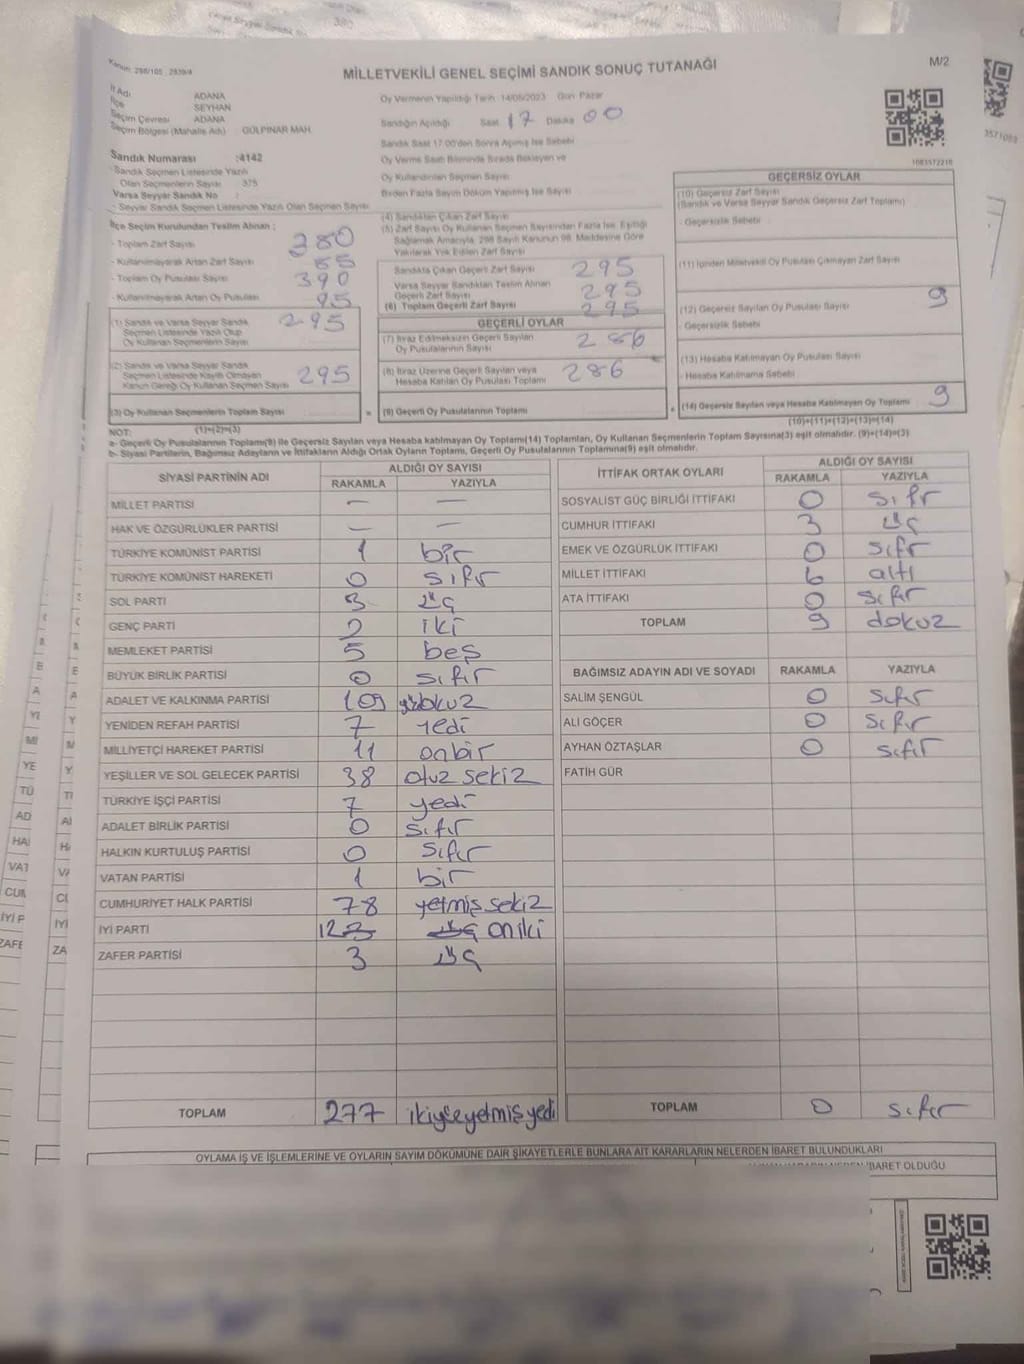 Kanun: 298/105 , 2839/4
MİLLETVEKİLİ GENEL SEÇİMİ SANDIK SONUÇ TUTANAĞI
M/2
İl Adı ADANA
İlçe SEYHAN
Seçim Çevresi ADANA
Seçim Bölgesi (Mahalle Adı) GÜLPINAR MAH.
Sandık Numarası :4142
Sandık Seçmen Listesinde Yazılı
Olan Seçmenlerin Sayısı : 375
Varsa Seyyar Sandık No :
- Seyyar Sandık Seçmen Listesinde Yazılı Olan Seçmen Sayısı
Oy Vermenin Yapıldığı Tarih :14/05/2023 Gün Pazar
Sandığın Açıldığı Saat 17 Dakika 00
Sandık Saat 17:00'den Sonra Açılmış İse Sebebi
Oy Verme Saati Bitiminde Sırada Bekleyen ve
Oy Kullandırılan Seçmen Sayısı
Birden Fazla Sayım Döküm Yapılmış İse Sayısı
1083572218
İlçe Seçim Kurulundan Teslim Alınan ;
- Toplam Zarf Sayısı 380
- Kullanılmayarak Artan Zarf Sayısı 85
- Toplam Oy Pusulası Sayısı 390
- Kullanılmayarak Artan Oy Pusulası 95
(1) Sandık ve Varsa Seyyar Sandık
Seçmen Listesinde Yazılı Olup
Oy Kullanan Seçmenlerin Sayısı 295
(2) Sandık ve Varsa Seyyar Sandık
Seçmen Listesinde Kayıtlı Olmayan
Kanun Gereği Oy Kullanan Seçmen Sayısı 295
(3) Oy Kullanan Seçmenlerin Toplam Sayısı
(1)+(2)=(3)
(4) Sandıktan Çıkan Zarf Sayısı
(5) Zarf Sayısı Oy Kullanan Seçmen Sayısından Fazla İse, Eşitliği
Sağlamak Amacıyla, 298 Sayılı Kanunun 98. Maddesine Göre
Yakılarak Yok Edilen Zarf Sayısı
Sandıkta Çıkan Geçerli Zarf Sayısı 295
Varsa Seyyar Sandıktan Teslim Alınan
Geçerli Zarf Sayısı 295
(6) Toplam Geçerli Zarf Sayısı 295
GEÇERLİ OYLAR
(7) İtiraz Edilmeksizin Geçerli Sayılan
Oy Pusulalarının Sayısı 286
(8) İtiraz Üzerine Geçerli Sayılan veya
Hesaba Katılan Oy Pusulası Toplamı 286
= (9) Geçerli Oy Pusulalarının Toplamı
GEÇERSİZ OYLAR
(10) Geçersiz Zarf Sayısı
(Sandık ve Varsa Seyyar Sandık Geçersiz Zarf Toplamı)
- Geçersizlik Sebebi
(11) İçinden Milletvekili Oy Pusulası Çıkmayan Zarf Sayısı
(12) Geçersiz Sayılan Oy Pusulası Sayısı 9
- Geçersizlik Sebebi
(13) Hesaba Katılmayan Oy Pusulası Sayısı
- Hesaba Katılmama Sebebi
+ (14) Geçersiz Sayılan veya Hesaba Katılmayan Oy Toplamı 9
(10)+(11)+(12)+(13)=(14)
NOT:
a- Geçerli Oy Pusulalarının Toplamı(9) ile Geçersiz Sayılan veya Hesaba katılmayan Oy Toplamı(14) Toplamları, Oy Kullanan Seçmenlerin Toplam Sayısına(3) eşit olmalıdır. (9)+(14)=(3)
b- Siyasi Partilerin, Bağımsız Adayların ve İttifakların Aldığı Ortak Oyların Toplamı, Geçerli Oy Pusulalarının Toplamına(9) eşit olmalıdır.
SİYASİ PARTİNİN ADI ALDIĞI OY SAYISI
RAKAMLA YAZIYLA
MİLLET PARTİSI — —
HAK VE ÖZGÜRLÜKLER PARTİSİ — —
TÜRKİYE KOMÜNİST PARTİSİ 1 bir
TÜRKİYE KOMÜNİST HAREKETİ 0 sıfır
SOL PARTİ 3 üç
GENÇ PARTİ 2 iki
MEMLEKET PARTİSİ 5 beş
BÜYÜK BİRLİK PARTİSİ 0 sıfır
ADALET VE KALKINMA PARTİSİ 109 yüzdokuz
YENİDEN REFAH PARTİSİ 7 yedi
MİLLİYETÇİ HAREKET PARTİSİ 11 onbir
YEŞİLLER VE SOL GELECEK PARTİSİ 38 otuz sekiz
TÜRKİYE İŞÇİ PARTİSİ 7 yedi
ADALET BİRLİK PARTİSİ 0 sıfır
HALKIN KURTULUŞ PARTİSİ 0 sıfır
VATAN PARTİSİ 1 bir
CUMHURİYET HALK PARTİSİ 78 yetmiş sekiz
İYİ PARTİ 12 3 üç oniki
ZAFER PARTİSİ 3 üç
TOPLAM 277 ikiyüzyetmişyedi
İTTİFAK ORTAK OYLARI ALDIĞI OY SAYISI
RAKAMLA YAZIYLA
SOSYALIST GÜÇ BİRLİĞİ İTTİFAKI 0 sıfır
CUMHUR İTTİFAKI 3 üç
EMEK VE ÖZGÜRLÜK İTTİFAKI 0 sıfır
MİLLET İTTİFAKI 6 altı
ATA İTTİFAKI 0 sıfır
TOPLAM 9 dokuz
BAĞIMSIZ ADAYIN ADI VE SOYADI RAKAMLA YAZIYLA
SALİM ŞENGÜL 0 sıfır
ALİ GÖÇER 0 sıfır
AYHAN ÖZTAŞLAR 0 sıfır
FATİH GÜR
TOPLAM 0 sıfır
OYLAMA İŞ VE İŞLEMLERİNE VE OYLARIN SAYIM DÖKÜMÜNE DAİR ŞİKAYETLERLE BUNLARA AİT KARARLARIN NELERDEN İBARET BULUNDUKLARI
İBARET OLDUĞU